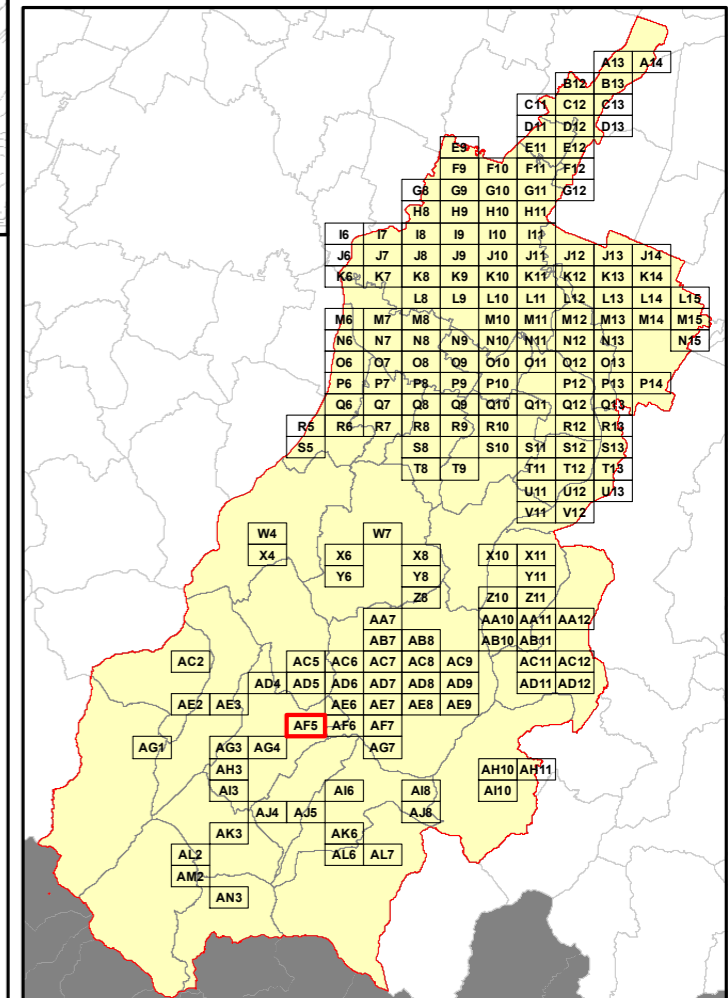 A13 A14
B12 B13
C11 C12 C13
D11 D12 D13
E9 E11 E12
F9 F10 F11 F12
G8 G9 G10 G11 G12
H8 H9 H10 H11
I6 I7 I8 I9 I10 I11
J6 J7 J8 J9 J10 J11 J12 J13 J14
K6 K7 K8 K9 K10 K11 K12 K13 K14
L8 L9 L10 L11 L12 L13 L14 L15
M6 M7 M8 M10 M11 M12 M13 M14 M15
N6 N7 N8 N9 N10 N11 N12 N13 N15
O6 O7 O8 O9 O10 O11 O12 O13
P6 P7 P8 P9 P10 P12 P13 P14
Q6 Q7 Q8 Q9 Q10 Q11 Q12 Q13
R5 R6 R7 R8 R9 R10 R12 R13
S5 S8 S10 S11 S12 S13
T8 T9 T11 T12 T13
U11 U12 U13
V11 V12
W4 W7
X4 X6 X8 X10 X11
Y6 Y8 Y11
Z8 Z10 Z11
AA7 AA10 AA11 AA12
AB7 AB8 AB10 AB11
AC2 AC5 AC6 AC7 AC8 AC9 AC11 AC12
AD4 AD5 AD6 AD7 AD8 AD9 AD11 AD12
AE2 AE3 AE6 AE7 AE8 AE9
AF5 AF6 AF7
AG1 AG3 AG4 AG7
AH3 AH10 AH11
AI3 AI6 AI8 AI10
AJ4 AJ5 AJ8
AK3 AK6
AL2 AL6 AL7
AM2
AN3